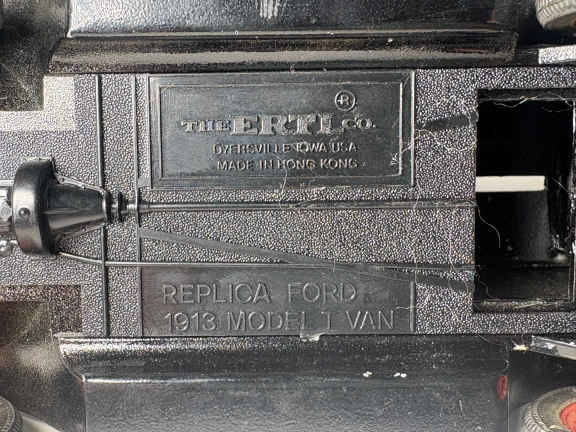 ®
THE ERTL CO.
DYERSVILLE IOWA USA
MADE IN HONG KONG
REPLICA FORD
1913 MODEL T VAN